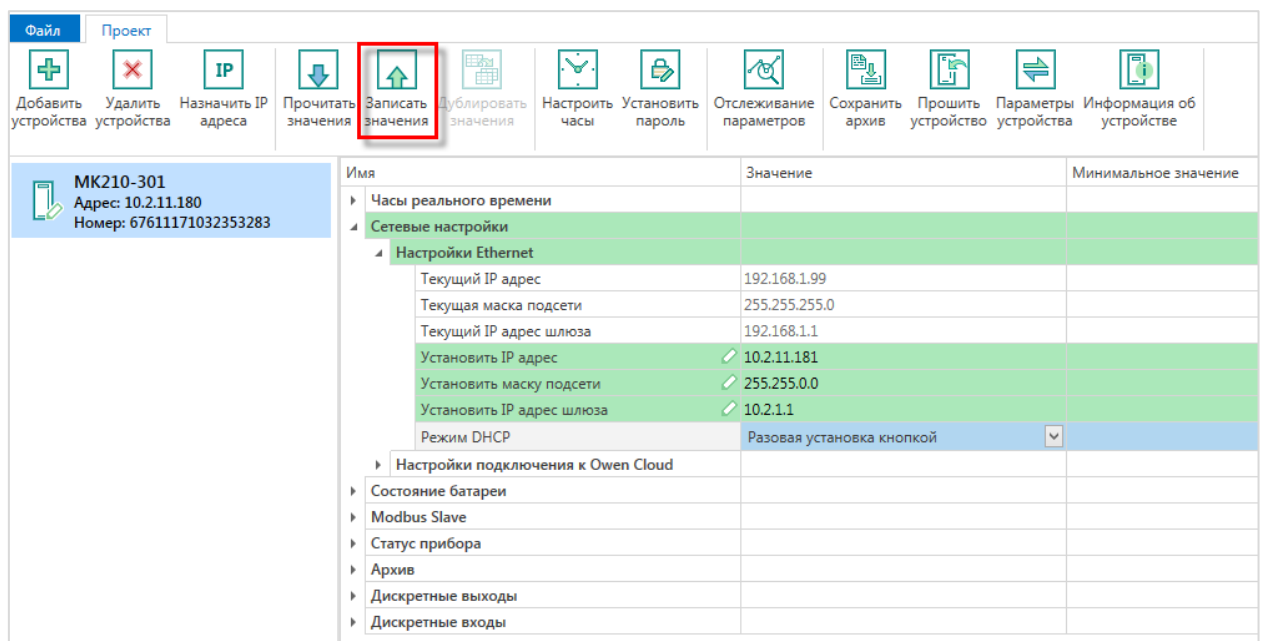 Файл Проект
IP
Добавить устройства
Удалить устройства
Назначить IP адреса
Прочитать значения
Записать значения
Дублировать значения
Настроить часы
Установить пароль
Отслеживание параметров
Сохранить архив
Прошить устройство
Параметры устройства
Информация об устройстве
МК210-301
Адрес: 10.2.11.180
Номер: 67611171032353283
Имя Значение Минимальное значение
Часы реального времени
Сетевые настройки
Настройки Ethernet
Текущий IP адрес 192.168.1.99
Текущая маска подсети 255.255.255.0
Текущий IP адрес шлюза 192.168.1.1
Установить IP адрес 10.2.11.181
Установить маску подсети 255.255.0.0
Установить IP адрес шлюза 10.2.1.1
Режим DHCP Разовая установка кнопкой
Настройки подключения к Owen Cloud
Состояние батареи
Modbus Slave
Статус прибора
Архив
Дискретные выходы
Дискретные входы